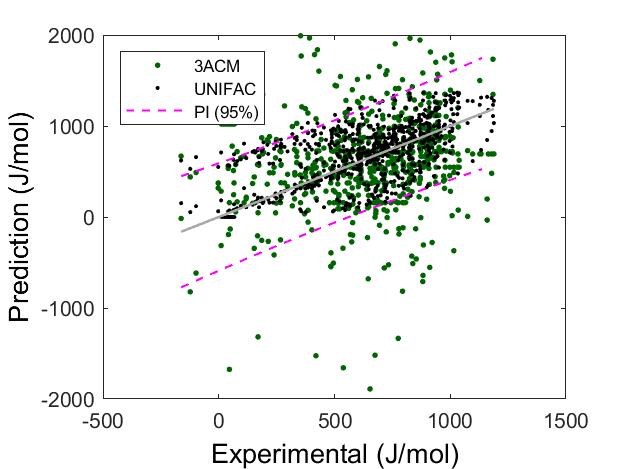 2000
1000
0
-1000
-2000
-500
0
500
1000
1500
Prediction (J/mol)
Experimental (J/mol)
3ACM
UNIFAC
PI (95%)